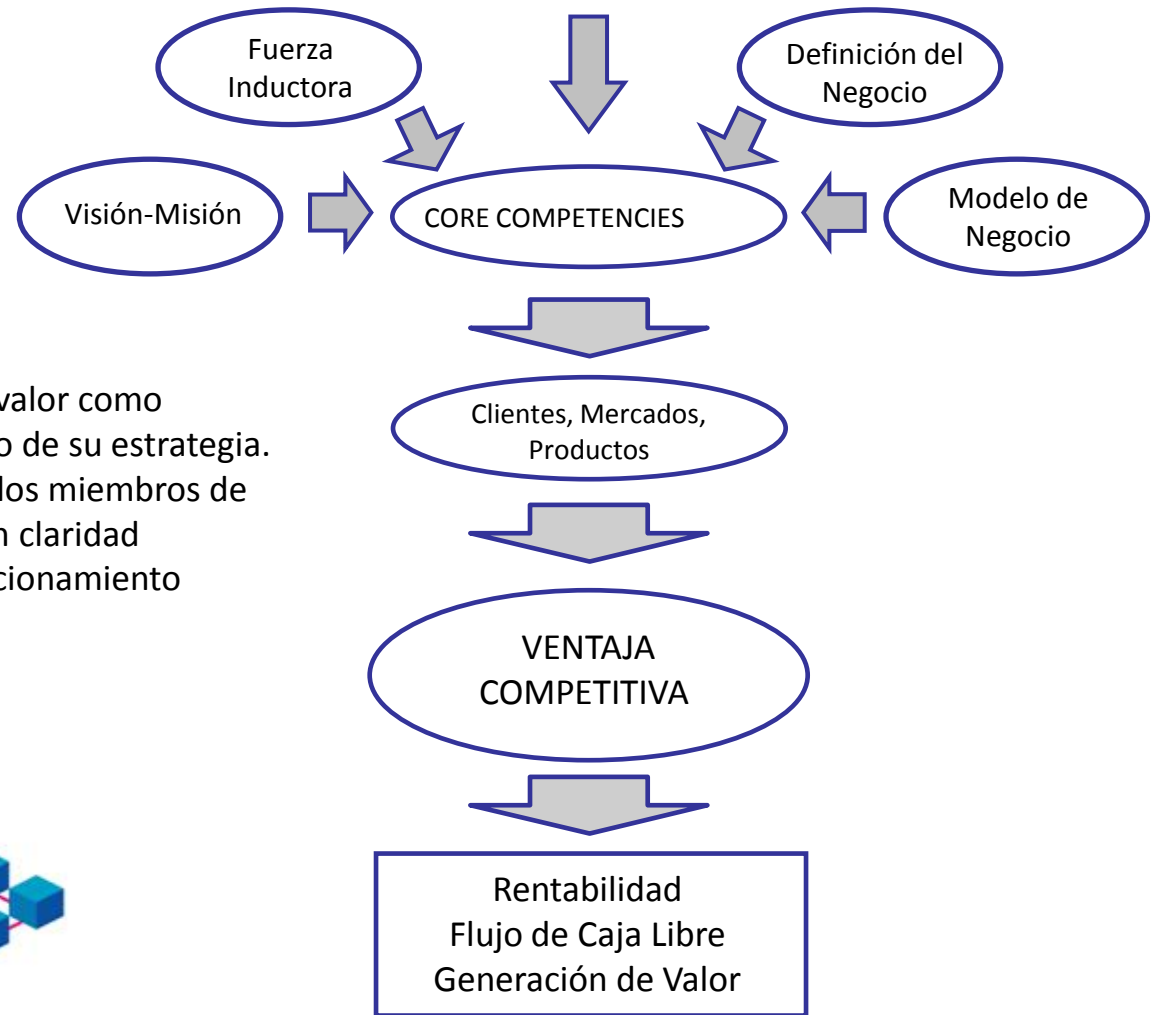 Fuerza
Inductora
Definición del
Negocio
Visión-Misión
CORE COMPETENCIES
Modelo de
Negocio
valor como
o de su estrategia.
los miembros de
claridad
cionamiento
Clientes, Mercados,
Productos
VENTAJA
COMPETITIVA
Rentabilidad
Flujo de Caja Libre
Generación de Valor